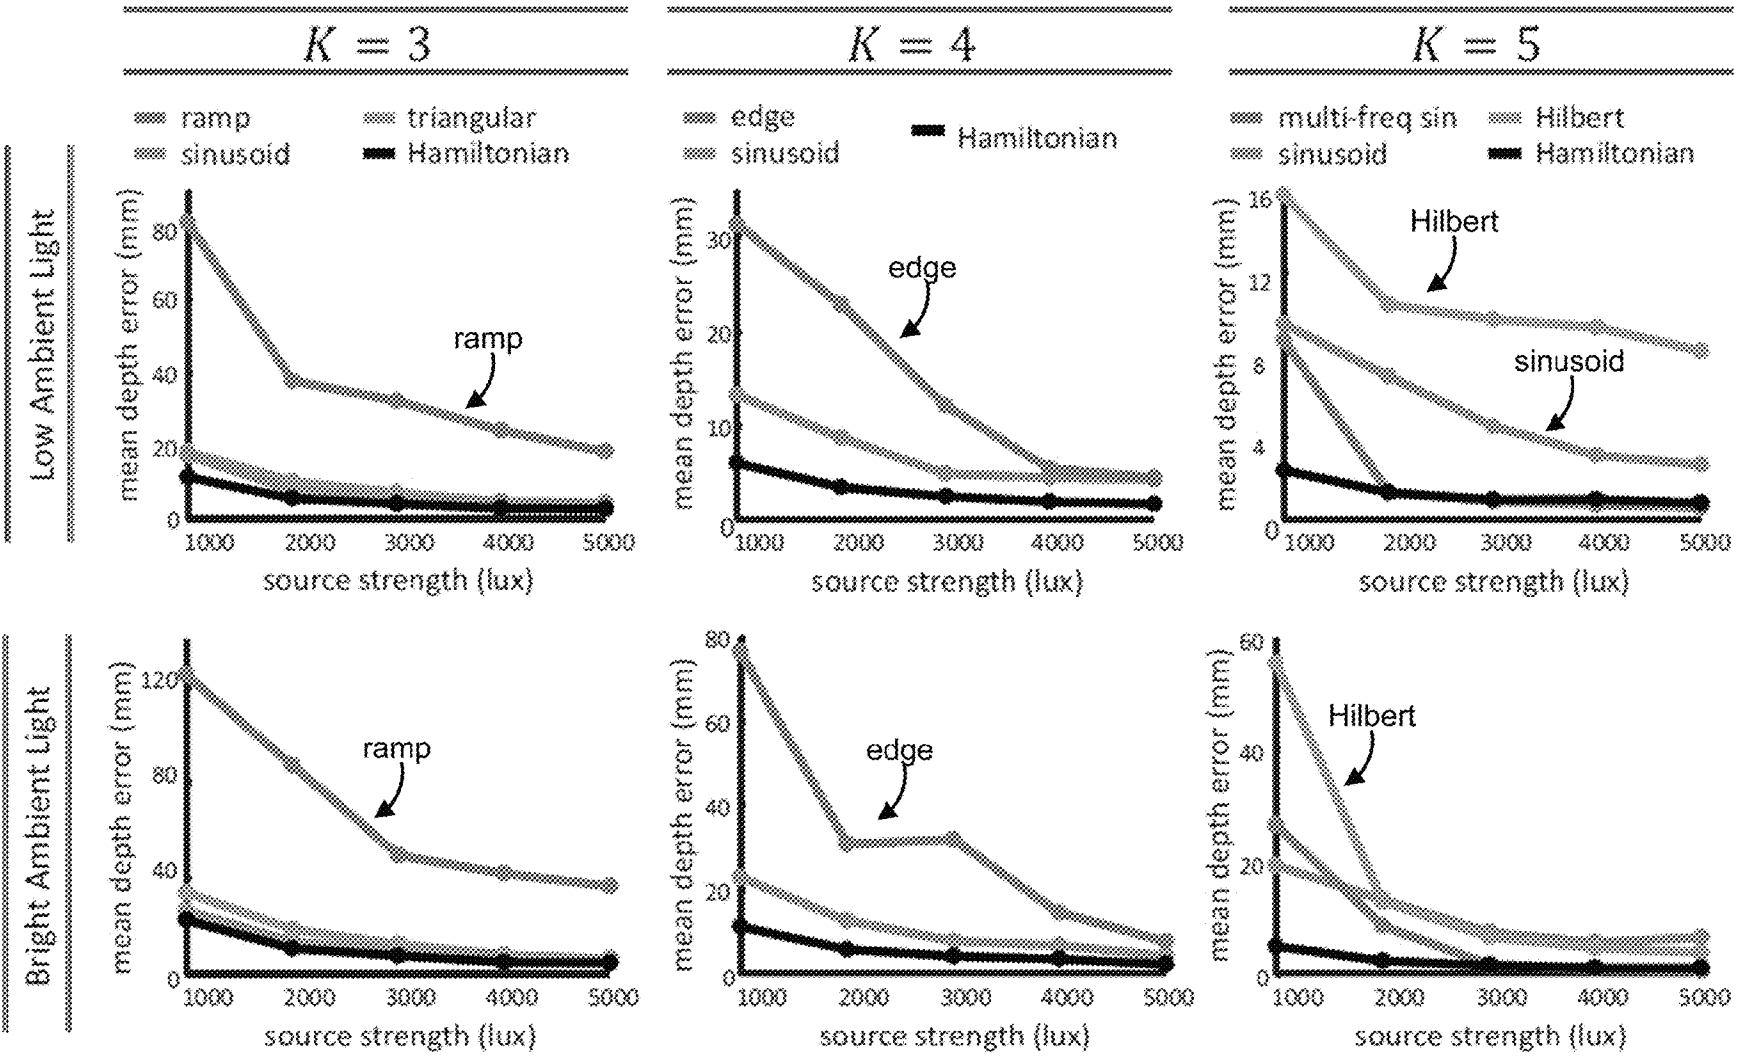 K = 3
K = 4
K = 5
ramp
triangular
sinusoid
Hamiltonian
edge
sinusoid
Hamiltonian
multi-freq sin
Hilbert
sinusoid
Hamiltonian
Low Ambient Light
mean depth error (mm)
80
60
40
20
0
ramp
1000 2000 3000 4000 5000
source strength (lux)
mean depth error (mm)
30
20
10
0
edge
1000 2000 3000 4000 5000
source strength (lux)
mean depth error (mm)
16
12
8
4
0
Hilbert
sinusoid
1000 2000 3000 4000 5000
source strength (lux)
Bright Ambient Light
mean depth error (mm)
120
80
40
0
ramp
1000 2000 3000 4000 5000
source strength (lux)
mean depth error (mm)
80
60
40
20
0
edge
1000 2000 3000 4000 5000
source strength (lux)
mean depth error (mm)
60
40
20
0
Hilbert
1000 2000 3000 4000 5000
source strength (lux)